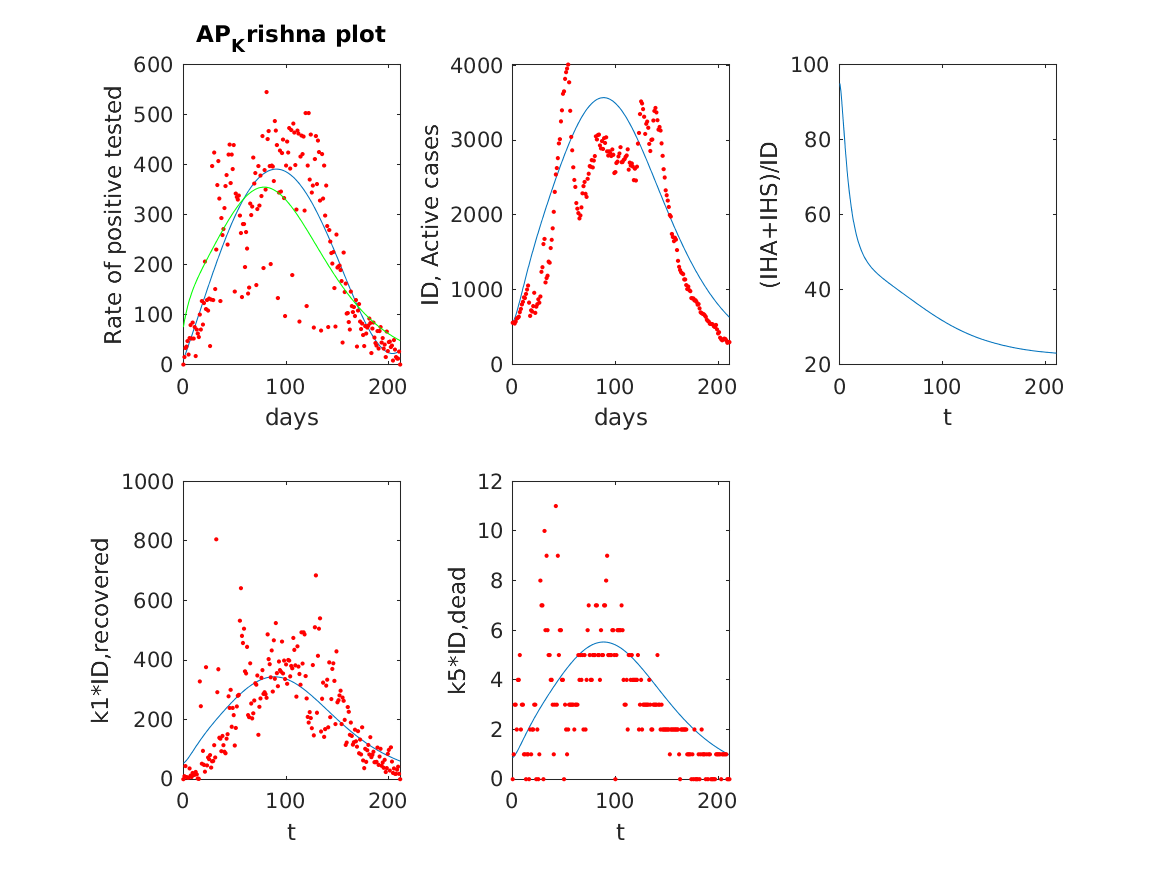 AP_Krishna plot
600
500
400
300
200
100
0
0 100 200
Rate of positive tested
days
4000
3000
2000
1000
0
0 100 200
ID, Active cases
days
100
80
60
40
20
0 100 200
(IHA+IHS)/ID
t
1000
800
600
400
200
0
0 100 200
k1*ID,recovered
t
12
10
8
6
4
2
0
0 100 200
k5*ID,dead
t